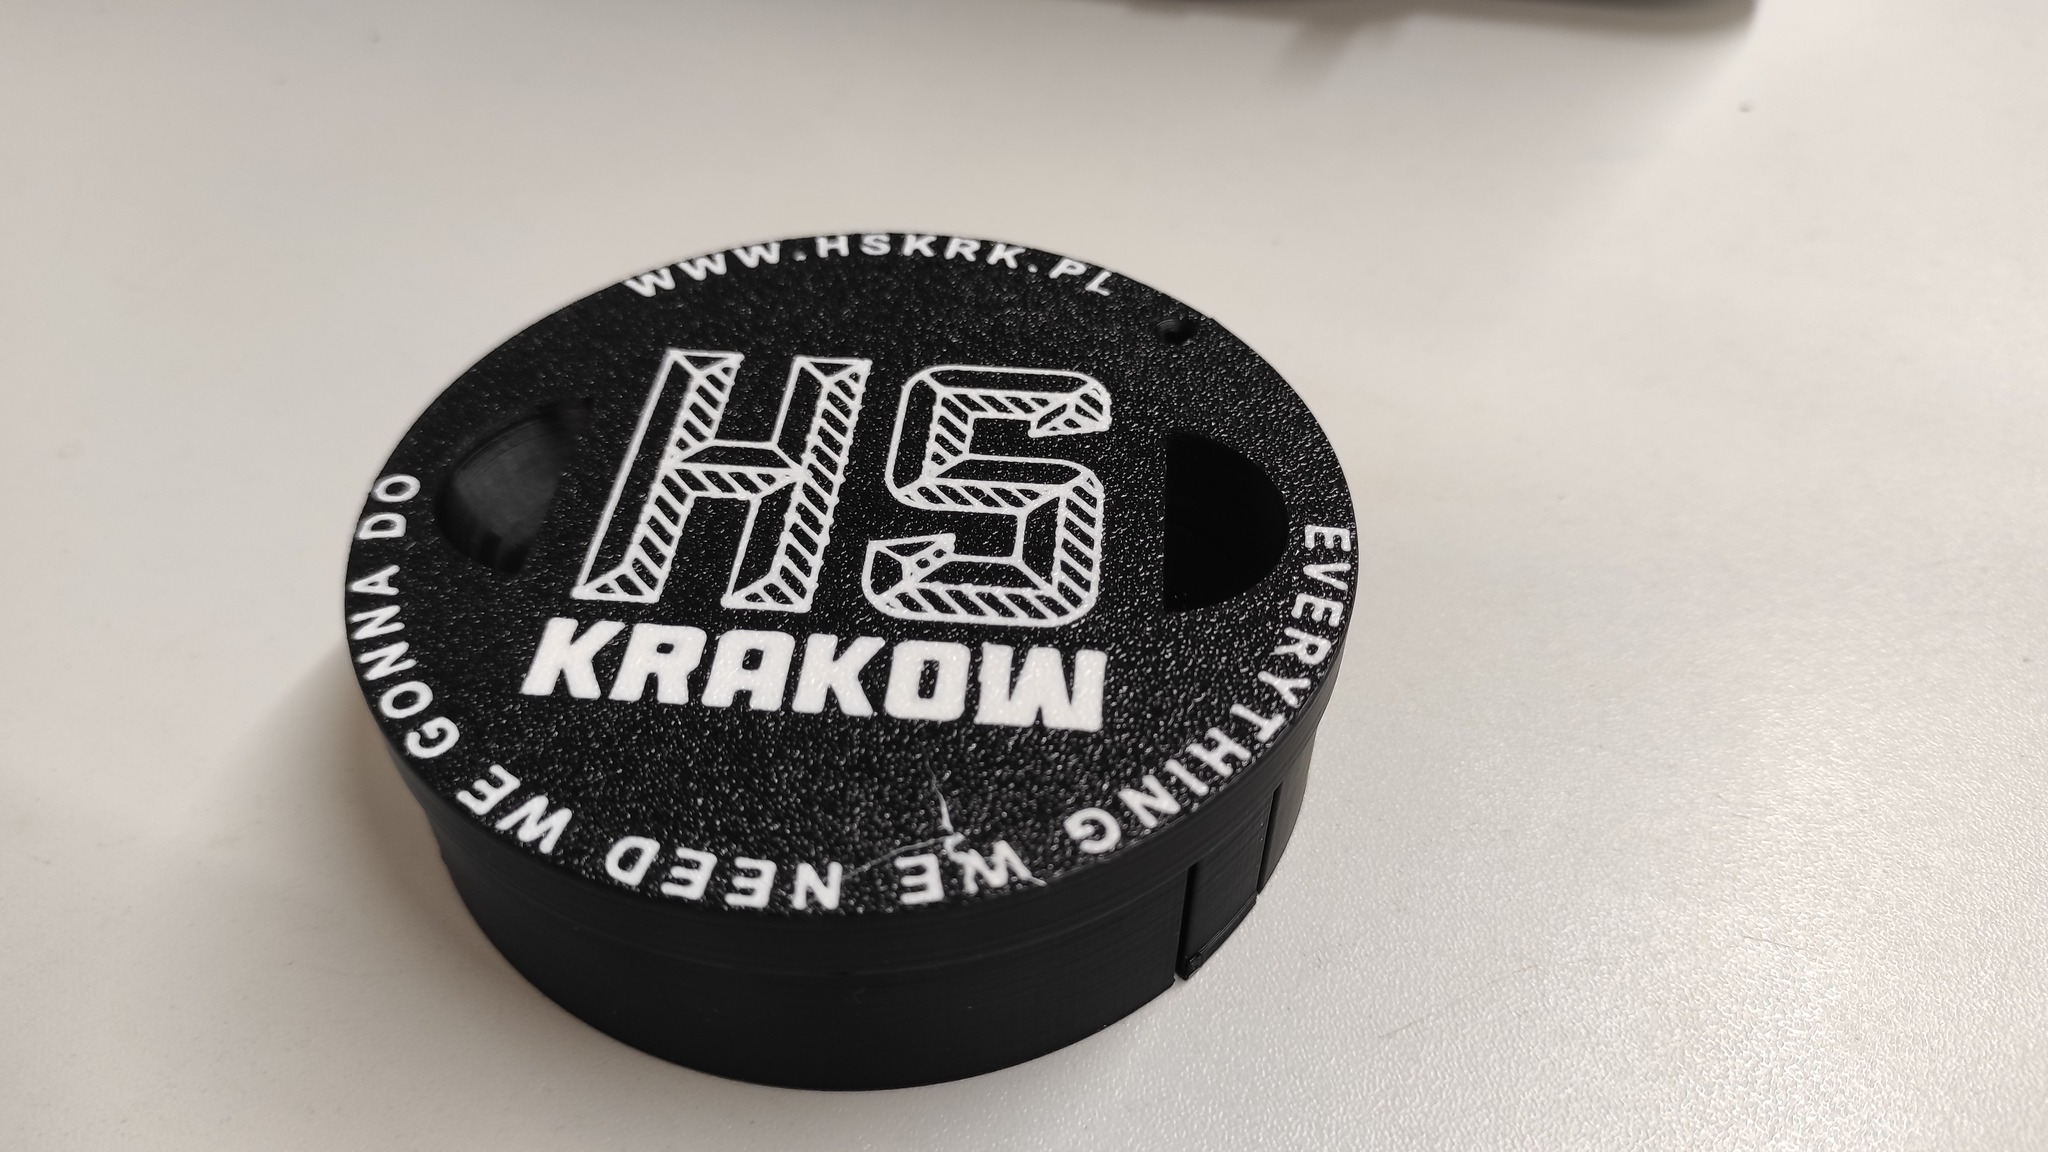 WWW.HSKRK.PL
HS
KRAKOW
EVERYTHING WE NEED WE GONNA DO